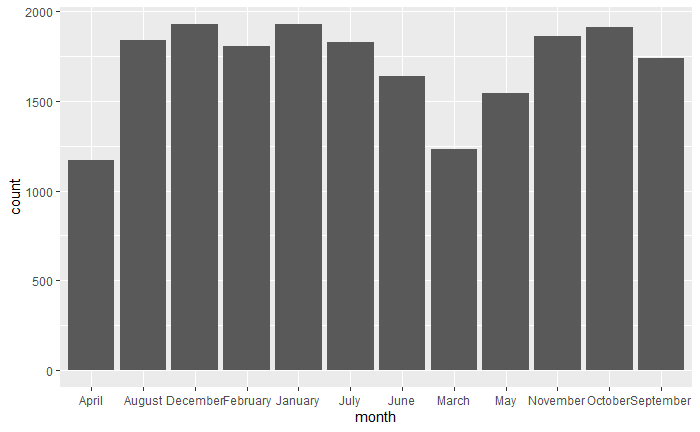 2000
1500
1000
500
0
count
April August December February January July June March May November October September
month